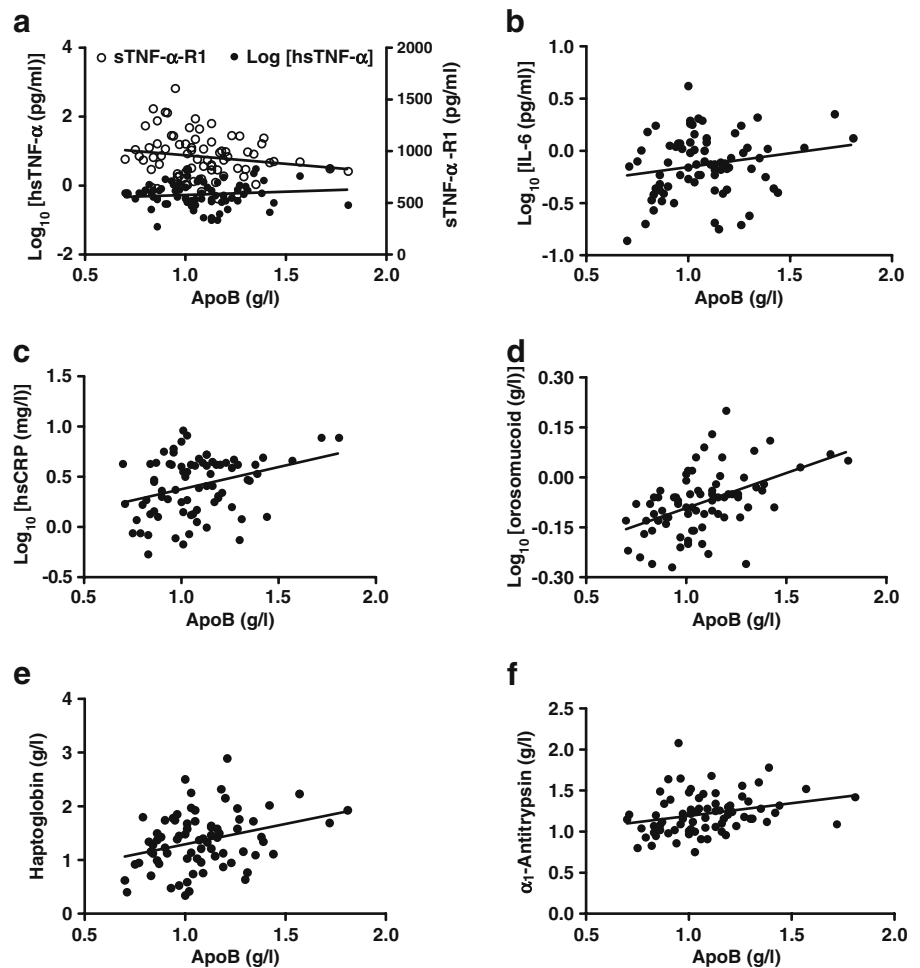 a
sTNF-α-R1
Log [hsTNF-α]
Log10 [hsTNF-α (pg/ml)]
4
2
0
-2
2000
1500
1000
500
0
sTNF-α -R1 (pg/ml)
0.5 1.0 1.5 2.0
ApoB (g/l)
b
Log10 [IL-6 (pg/ml)]
1.0
0.5
-0.0
-0.5
-1.0
0.5 1.0 1.5 2.0
ApoB (g/l)
c
Log10 [hsCRP (mg/l)]
1.5
1.0
0.5
0.0
-0.5
0.5 1.0 1.5 2.0
ApoB (g/l)
d
Log10 [orosomucoid (g/l)]
0.30
0.15
-0.00
-0.15
-0.30
0.5 1.0 1.5 2.0
ApoB (g/l)
e
Haptoglobin (g/l)
4
3
2
1
0
0.5 1.0 1.5 2.0
ApoB (g/l)
f
α1-Antitrypsin (g/l)
2.5
2.0
1.5
1.0
0.5
0.0
0.5 1.0 1.5 2.0
ApoB (g/l)